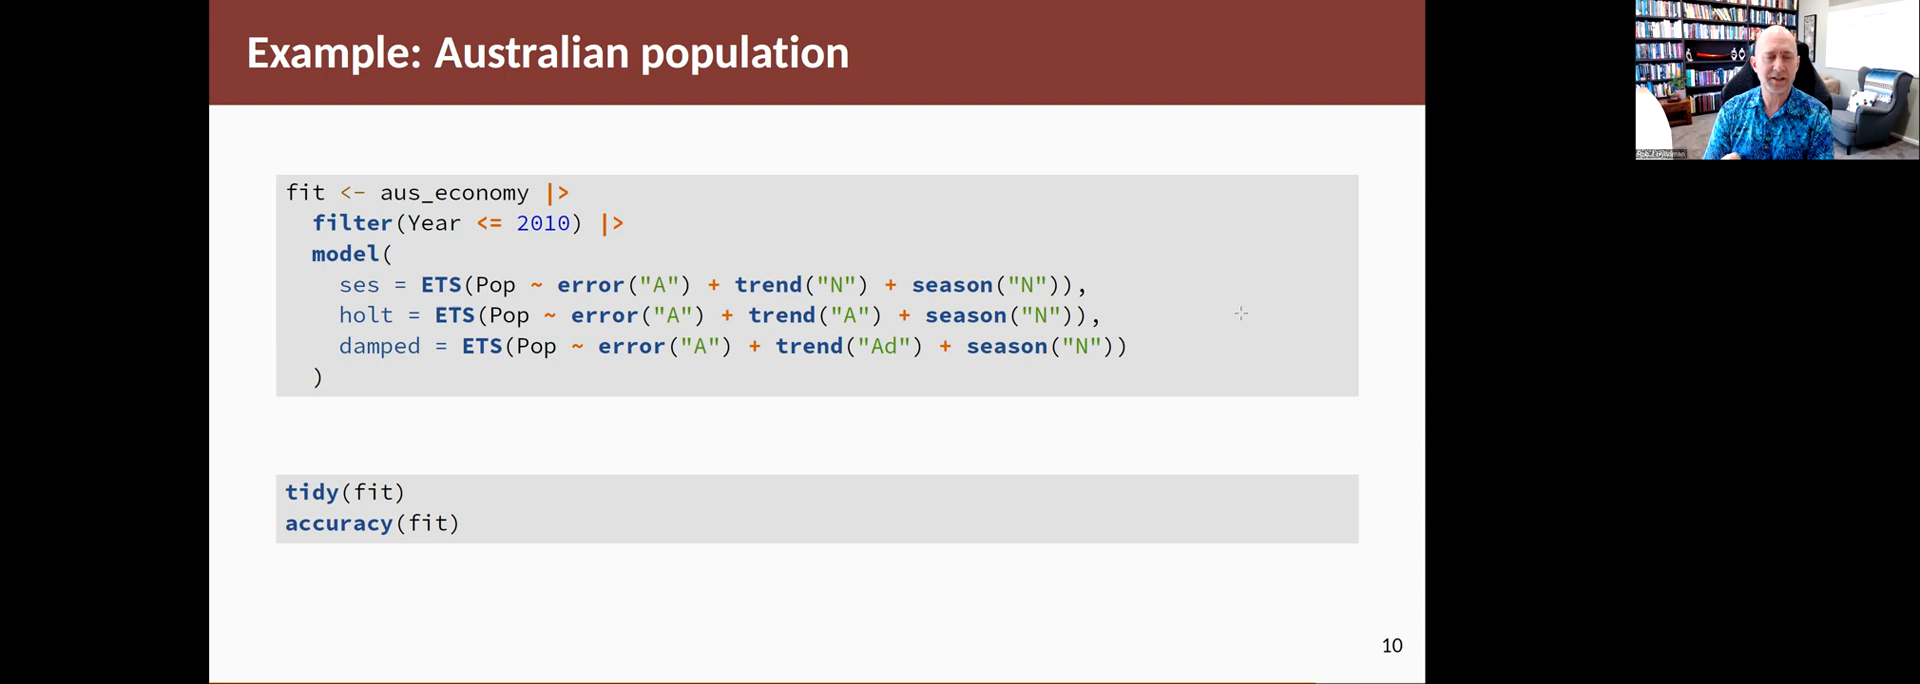 Example: Australian population
fit <- aus_economy |>
  filter(Year <= 2010) |>
  model(
    ses = ETS(Pop ~ error("A") + trend("N") + season("N")),
    holt = ETS(Pop ~ error("A") + trend("A") + season("N")),
    damped = ETS(Pop ~ error("A") + trend("Ad") + season("N"))
  )
tidy(fit)
accuracy(fit)
10